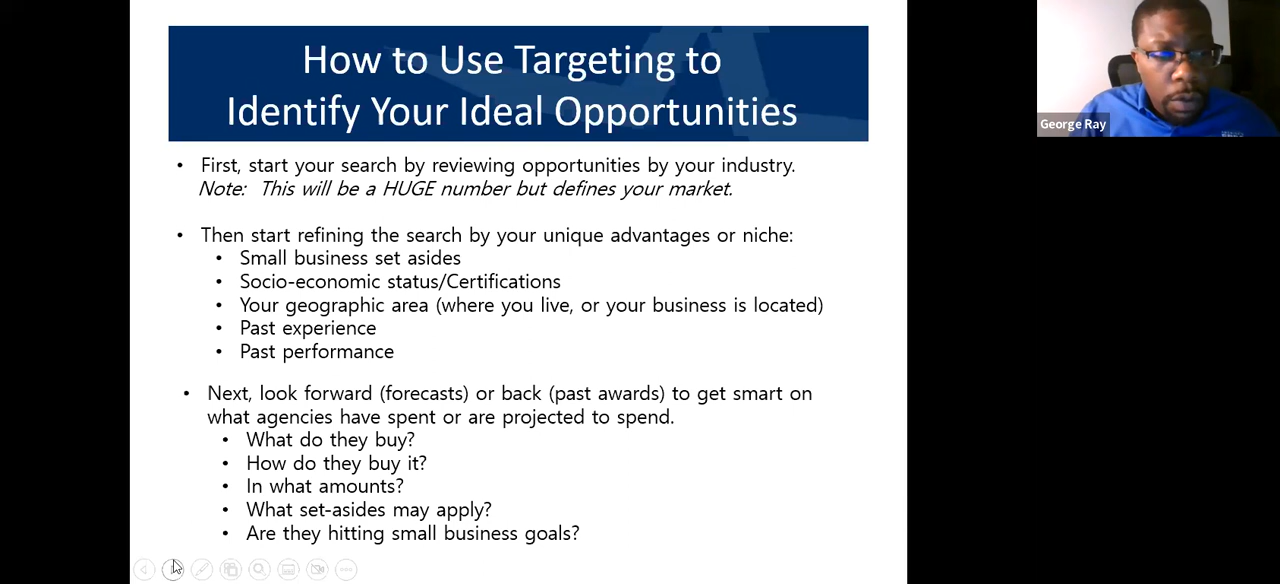 How to Use Targeting to
Identify Your Ideal Opportunities
• First, start your search by reviewing opportunities by your industry.
Note: This will be a HUGE number but defines your market.
• Then start refining the search by your unique advantages or niche:
• Small business set asides
• Socio-economic status/Certifications
• Your geographic area (where you live, or your business is located)
• Past experience
• Past performance
• Next, look forward (forecasts) or back (past awards) to get smart on
what agencies have spent or are projected to spend.
• What do they buy?
• How do they buy it?
• In what amounts?
• What set-asides may apply?
• Are they hitting small business goals?
George Ray